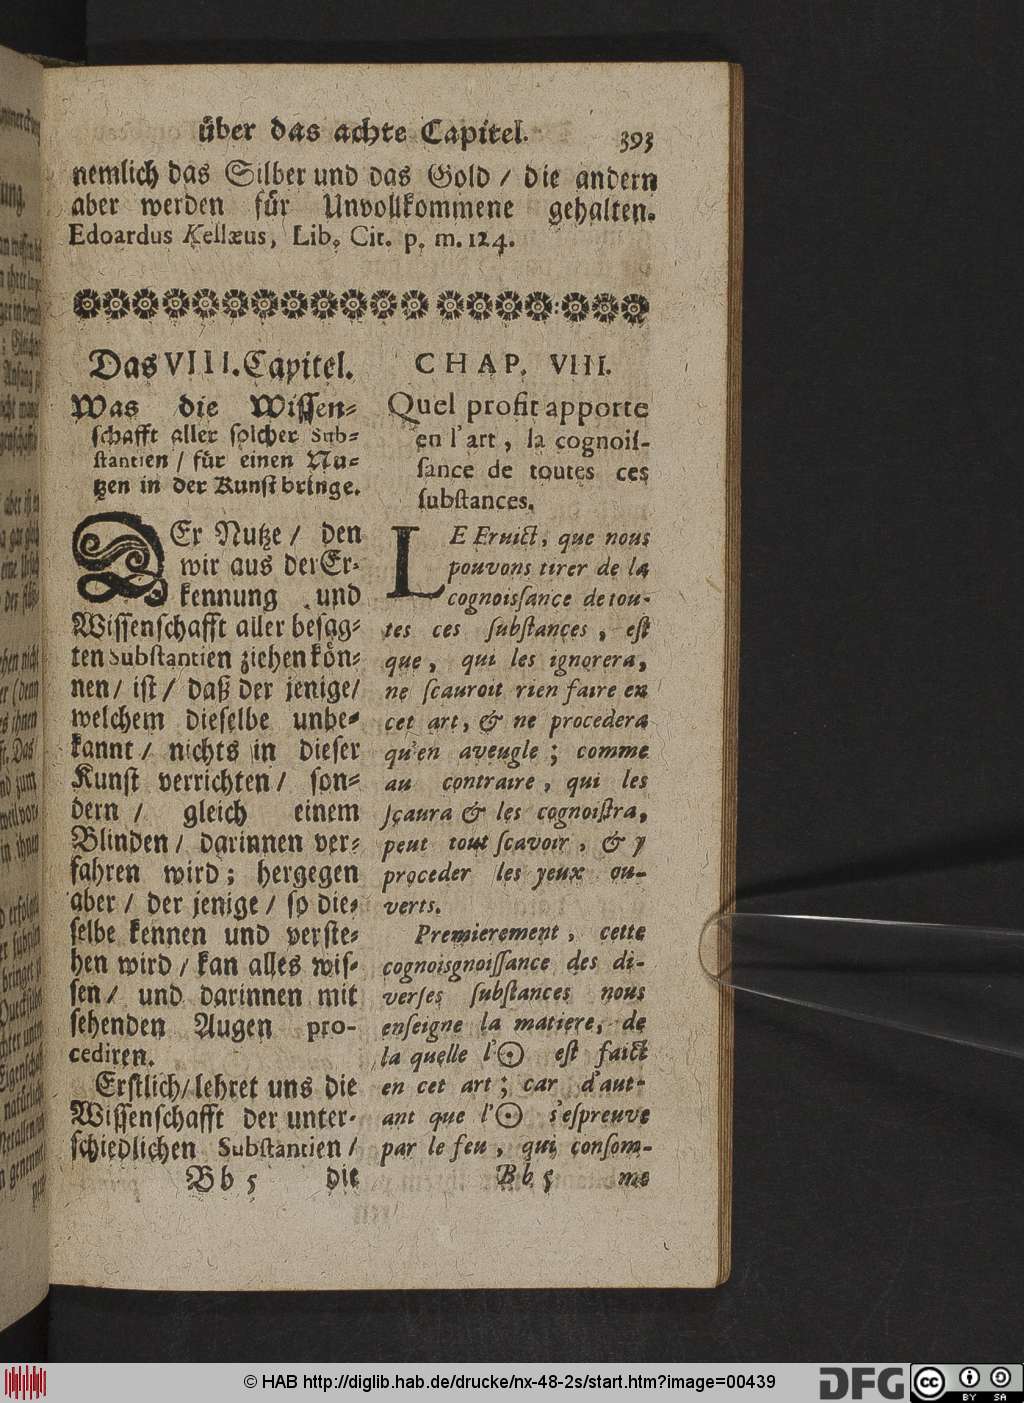 über das achte Capitel. 393
nemlich das Silber und das Gold / die andern
aber werden für Unvollkommene gehalten.
Edoardus Kellæus, Lib. Cit. p. m. 124.
Das VIII. Capitel.
Was die Wissen=
schafft aller solcher Sub=
stantien / für einen Nu=
tzen in der Kunst bringe.
DEr Nutze / den
wir aus der Er=
kennung und
Wissenschafft aller besag=
ten Substantien ziehen kön=
nen / ist / daß der jenige /
welchem dieselbe unbe=
kannt / nichts in dieser
Kunst verrichten / son=
dern / gleich einem
Blinden / darinnen ver=
fahren wird; hergegen
aber / der jenige / so die=
selbe kennen und verste=
hen wird / kan alles wis=
sen / und darinnen mit
sehenden Augen pro-
cediren.
Erstlich / lehret uns die
Wissenschafft der unter=
schiedlichen Substantien /
Bb 5 die
CHAP. VIII.
Quel profit apporte
en l'art, la cognois-
sance de toutes ces
substances.
LE Eruict, que nous
pouvons tirer de la
cognoissance de tou-
tes ces substances, est
que, qui les ignorera,
ne scauroit rien faire en
cet art, & ne procedera
qu'en aveugle; comme
au contraire, qui les
sçaura & les cognoistra,
peut tout scavoir, & y
proceder les yeux ou-
verts.
Premierement, cette
cognoisgnoissance des di-
verses substances nous
enseigne la matiere, de
la quelle l'☉ est faict
en cet art; car d'aut-
ant que l'☉ s'espreuve
par le feu, qui consom-
Bb 5 me
© HAB http://diglib.hab.de/drucke/nx-48-2s/start.htm?image=00439
DFG
cc
BY SA